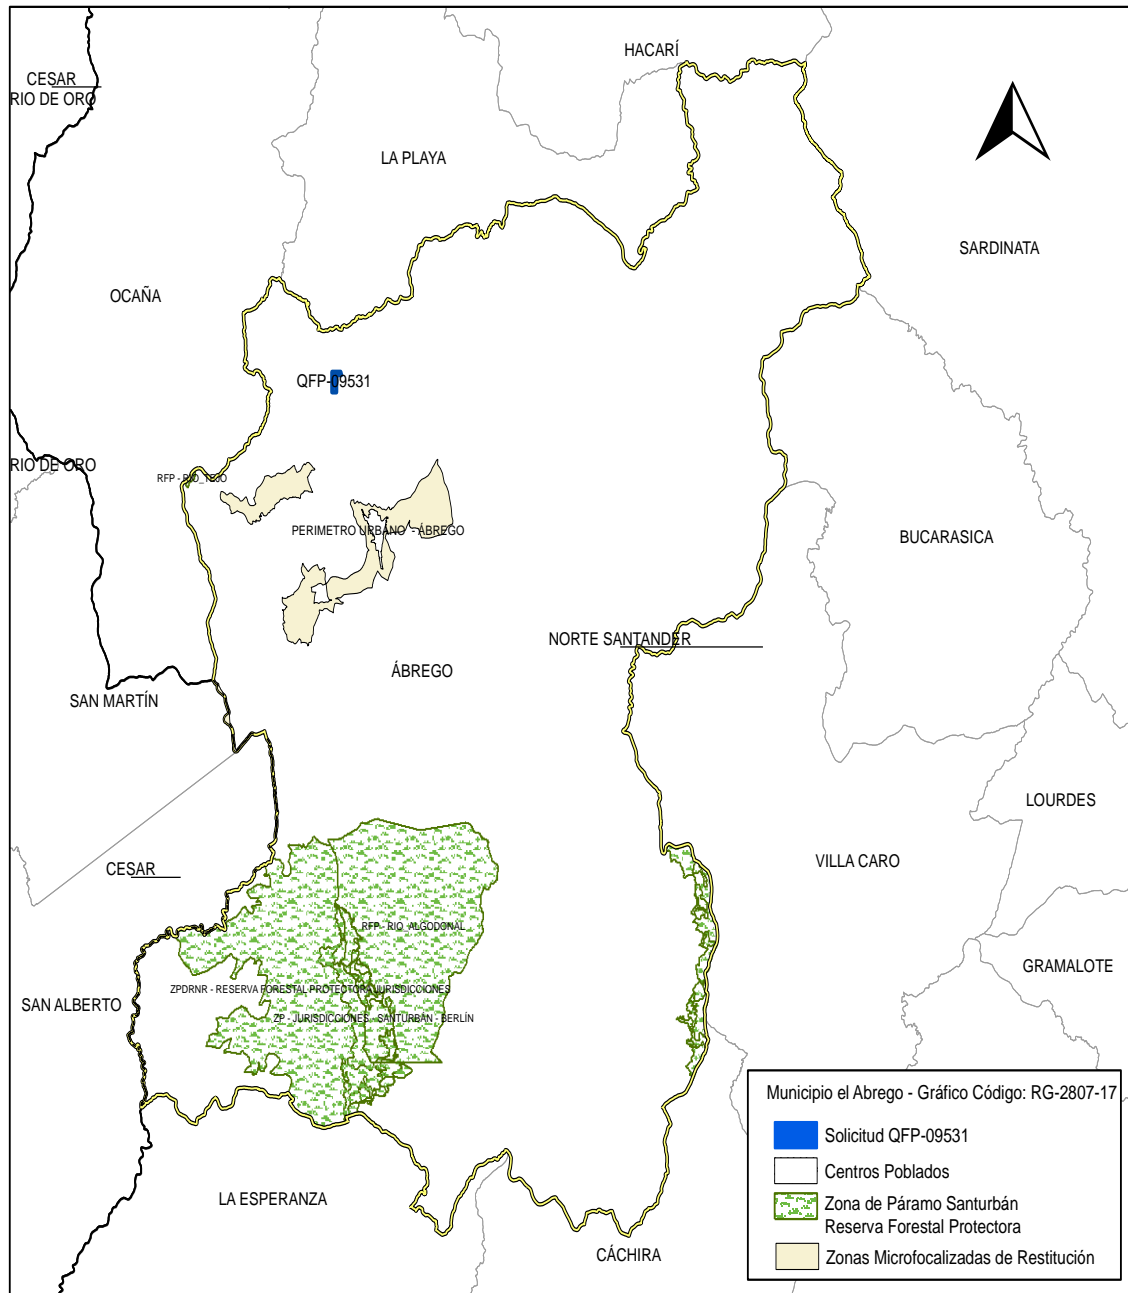 HACARÍ
CESAR
RIO DE ORO
LA PLAYA
SARDINATA
OCAÑA
QFP-09531
RIO DE ORO
RFP - RIO_TEJO
PERIMETRO URBANO - ÁBREGO
BUCARASICA
NORTE SANTANDER
ÁBREGO
SAN MARTÍN
LOURDES
VILLA CARO
CESAR
RFP - RIO_ALGODONAL
GRAMALOTE
ZPDRNR - RESERVA FORESTAL PROTECTORA JURISDICCIONES
SAN ALBERTO
ZP - JURISDICCIONES - SANTURBÁN - BERLÍN
Municipio el Abrego - Gráfico Código: RG-2807-17
Solicitud QFP-09531
Centros Poblados
Zona de Páramo Santurbán
Reserva Forestal Protectora
Zonas Microfocalizadas de Restitución
LA ESPERANZA
CÁCHIRA